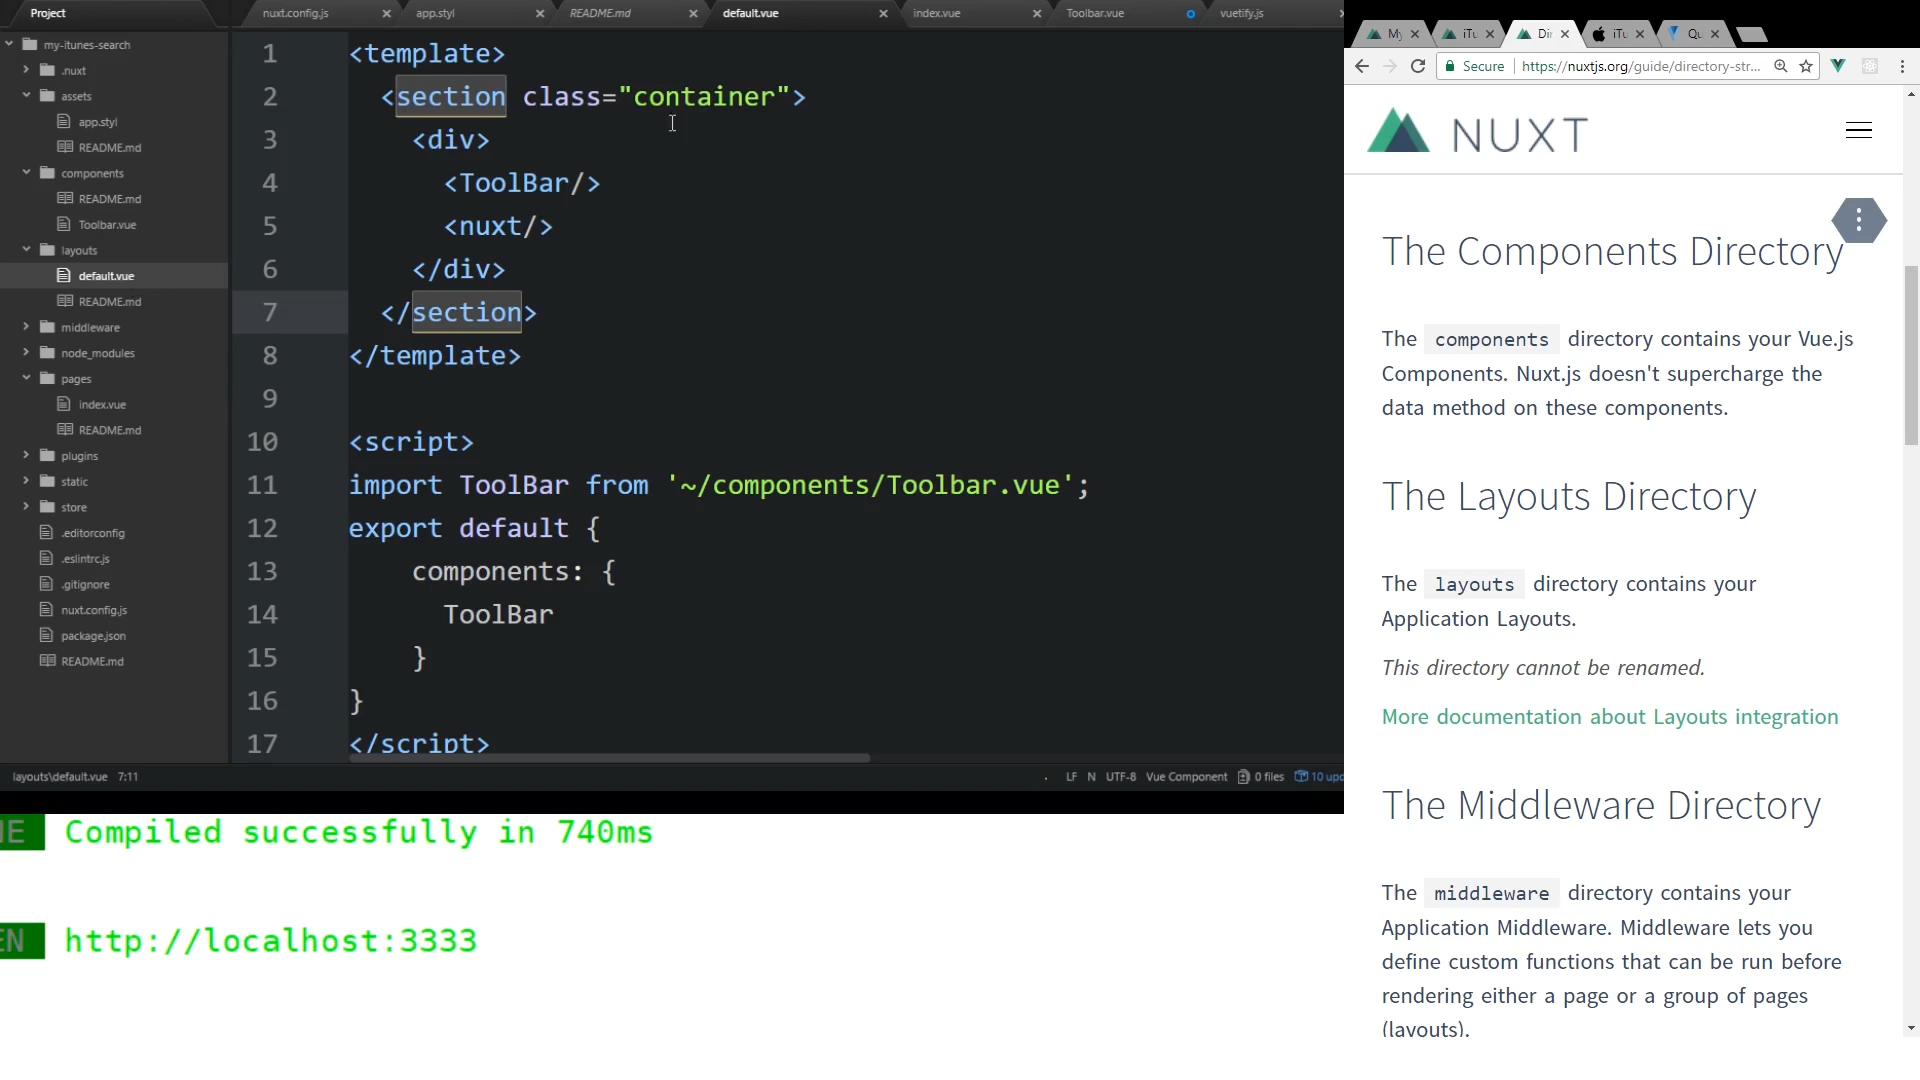 Project
nuxt.config.js
app.styl
README.md
default.vue
index.vue
Toolbar.vue
vuetify.js
my-itunes-search
.nuxt
assets
app.styl
README.md
components
README.md
Toolbar.vue
layouts
default.vue
README.md
middleware
node_modules
pages
index.vue
README.md
plugins
static
store
.editorconfig
.eslintrc.js
.gitignore
nuxt.config.js
package.json
README.md
1 <template>
2 <section class="container">
3 <div>
4 <ToolBar/>
5 <nuxt/>
6 </div>
7 </section>
8 </template>
9
10 <script>
11 import ToolBar from '~/components/Toolbar.vue';
12 export default {
13 components: {
14 ToolBar
15 }
16 }
17 </script>
layouts\default.vue 7:11
LF N UTF-8 Vue Component 0 files 10 upd
Compiled successfully in 740ms
http://localhost:3333
My
iTu
Dir
iTu
Qu
Secure https://nuxtjs.org/guide/directory-str...
NUXT
The Components Directory
The components directory contains your Vue.js
Components. Nuxt.js doesn't supercharge the
data method on these components.
The Layouts Directory
The layouts directory contains your
Application Layouts.
This directory cannot be renamed.
More documentation about Layouts integration
The Middleware Directory
The middleware directory contains your
Application Middleware. Middleware lets you
define custom functions that can be run before
rendering either a page or a group of pages
(layouts).